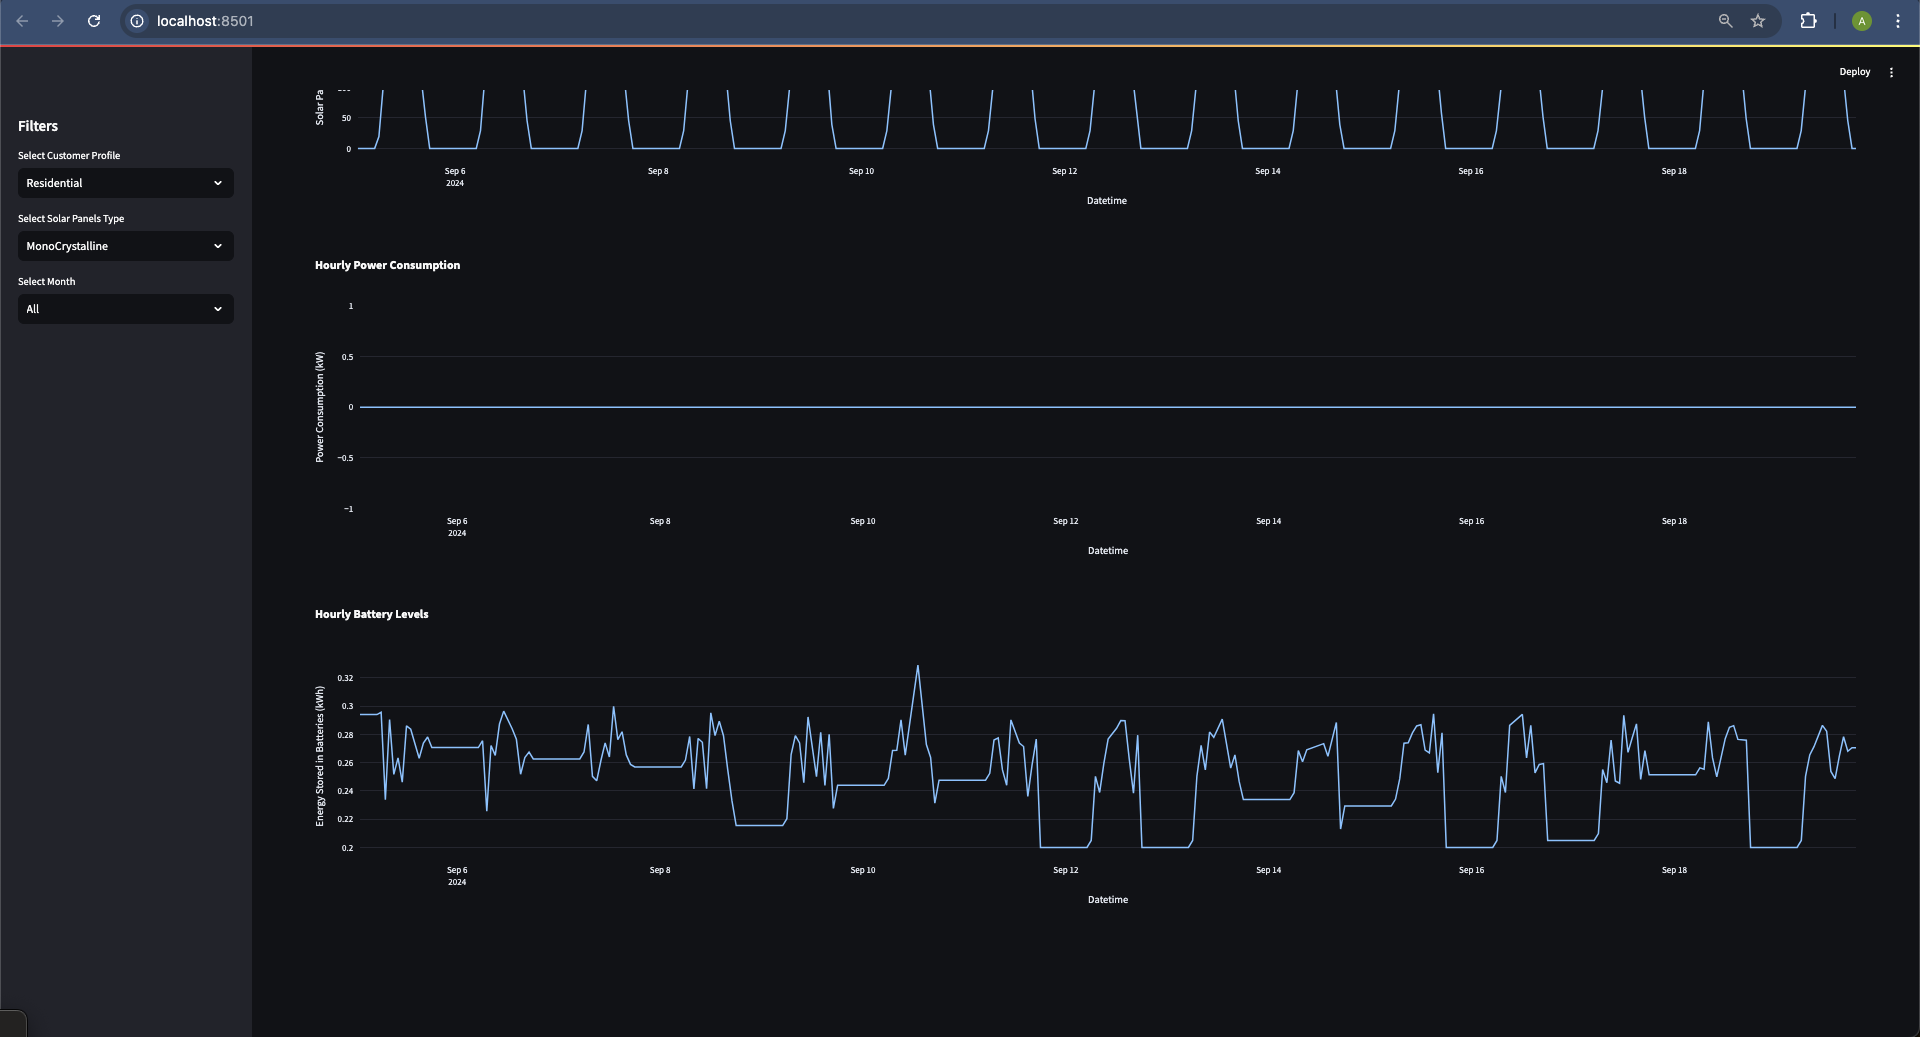 localhost:8501
A
Deploy
Filters
Select Customer Profile
Residential
Select Solar Panels Type
MonoCrystalline
Select Month
All
Solar Pa
50
0
Sep 6
2024
Sep 8
Sep 10
Sep 12
Sep 14
Sep 16
Sep 18
Datetime
Hourly Power Consumption
Power Consumption (kW)
1
0.5
0
−0.5
−1
Sep 6
2024
Sep 8
Sep 10
Sep 12
Sep 14
Sep 16
Sep 18
Datetime
Hourly Battery Levels
Energy Stored in Batteries (kWh)
0.32
0.3
0.28
0.26
0.24
0.22
0.2
Sep 6
2024
Sep 8
Sep 10
Sep 12
Sep 14
Sep 16
Sep 18
Datetime